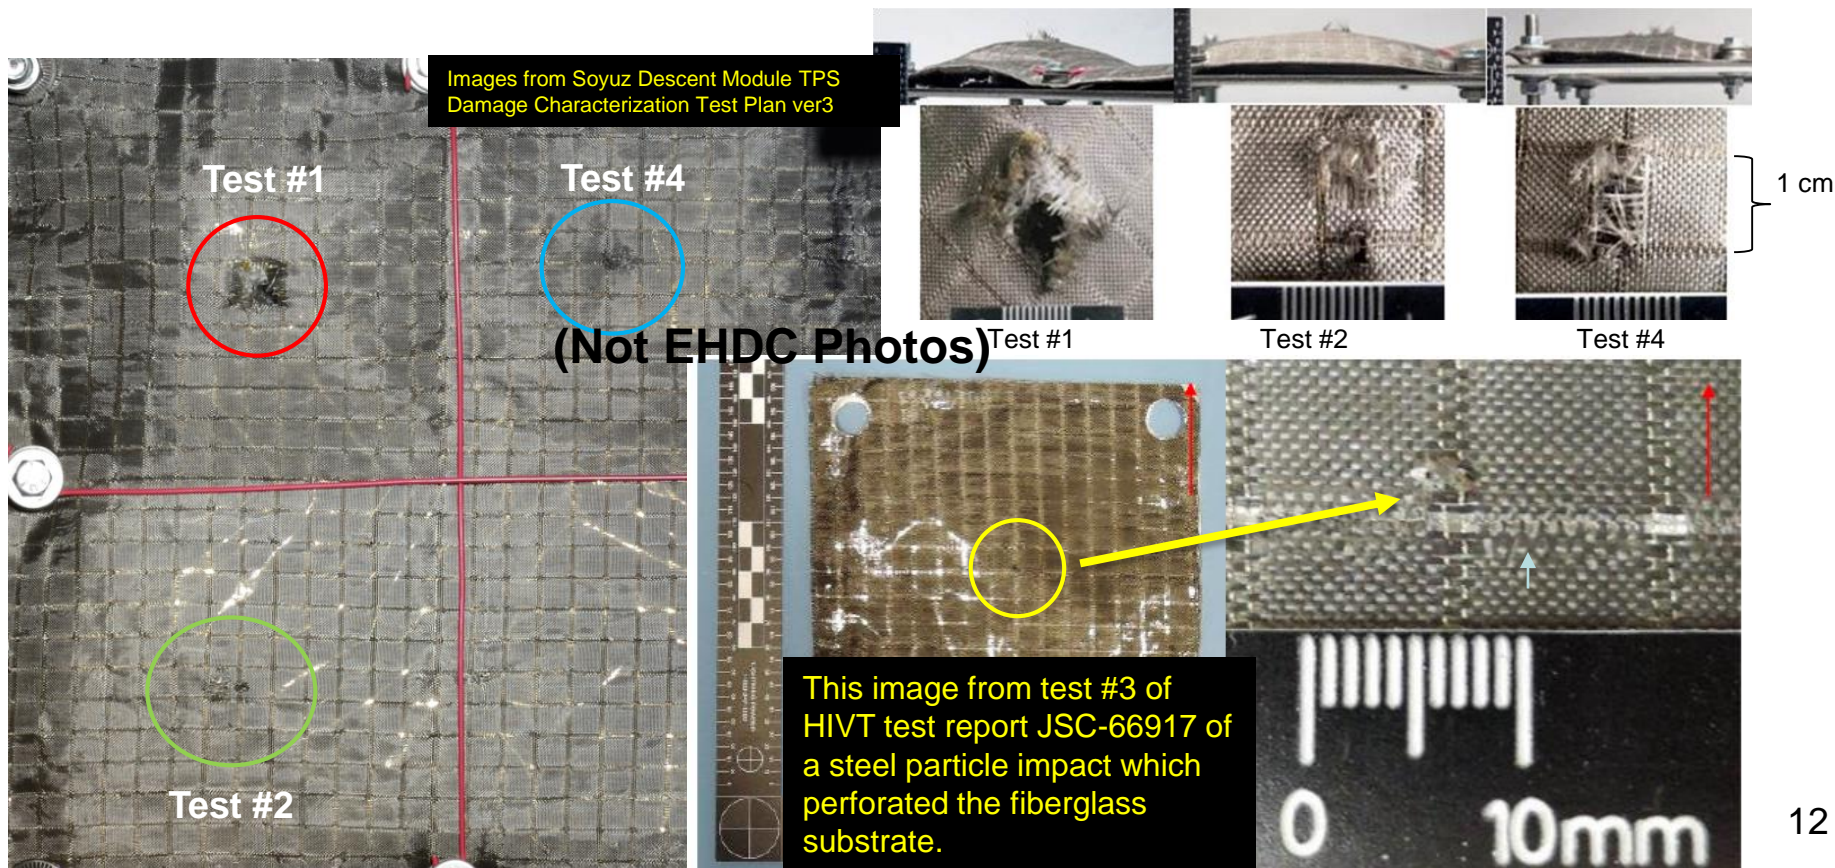 Images from Soyuz Descent Module TPS
Damage Characterization Test Plan ver3
Test #1
Test #4
Test #2
1 cm
Test #1
Test #2
Test #4
(Not EHDC Photos)
This image from test #3 of
HIVT test report JSC-66917 of
a steel particle impact which
perforated the fiberglass
substrate.
0
10mm
12